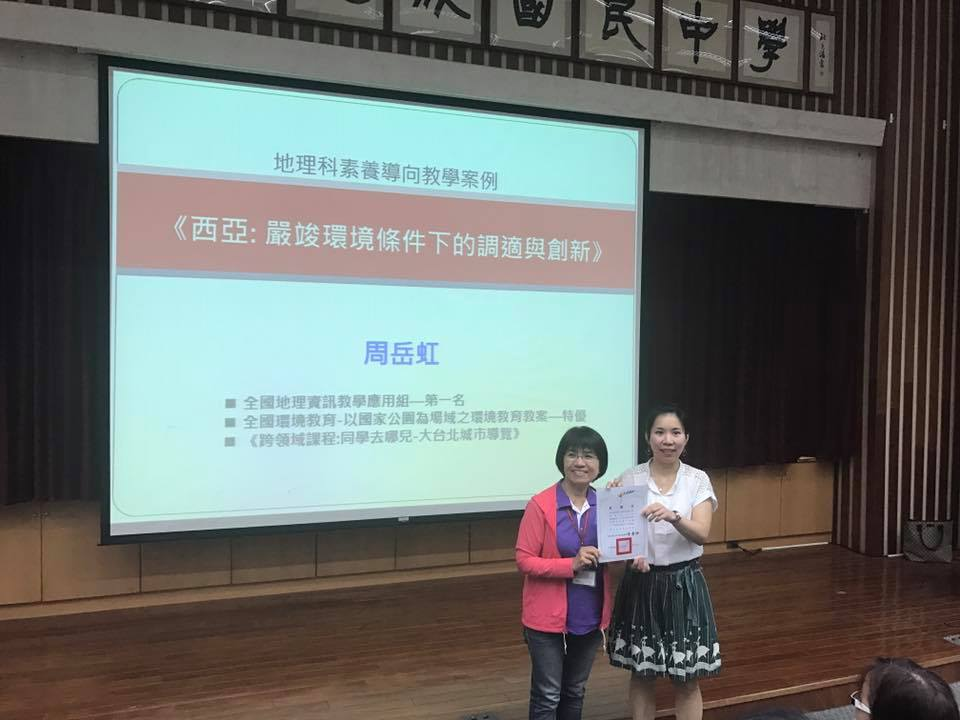 國民中學
地理科素養導向教學案例
《西亞: 嚴竣環境條件下的調適與創新》
周岳虹
■ 全國地理資訊教學應用組—第一名
■ 全國環境教育-以國家公園為場域之環境教育教案—特優
■ 《跨領域課程:同學去哪兒-大台北城市導覽》